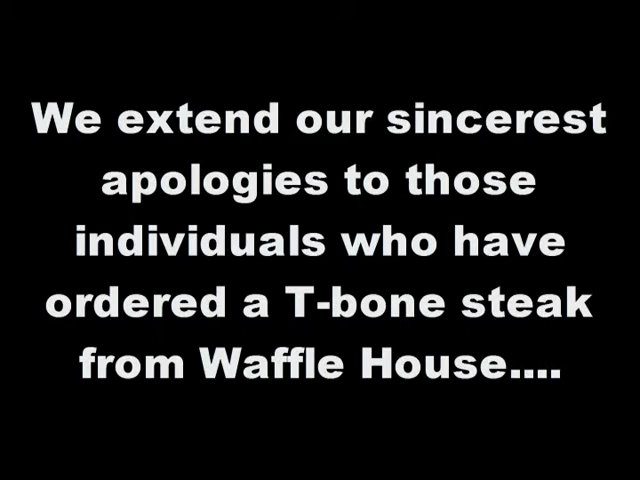 We extend our sincerest
apologies to those
individuals who have
ordered a T-bone steak
from Waffle House....